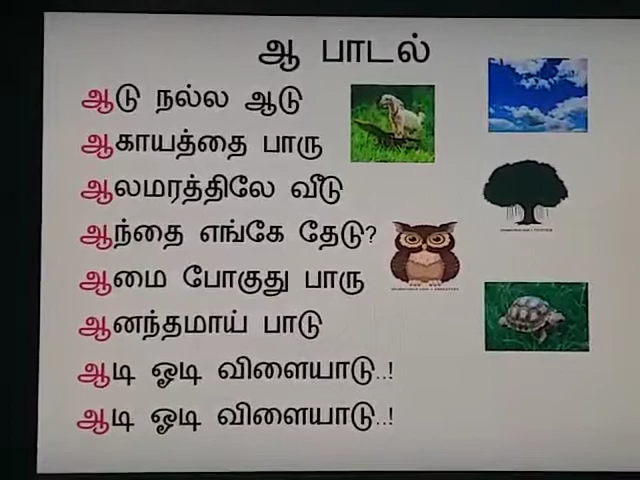 ஆ பாடல்
ஆடு நல்ல ஆடு
ஆகாயத்தை பாரு
ஆலமரத்திலே வீடு
ஆந்தை எங்கே தேடு?
ஆமை போகுது பாரு
ஆனந்தமாய் பாடு
ஆடி ஓடி விளையாடு..!
ஆடி ஓடி விளையாடு..!